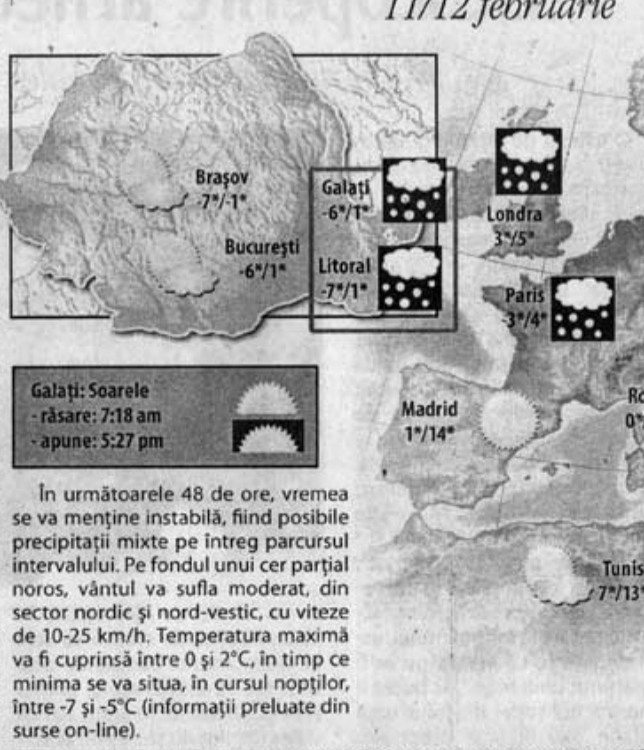 11/12 februarie
Brașov
-7°/-1°
București
-6°/1°
Galați
-6°/1°
Litoral
-7°/1°
Londra
3°/5°
Paris
-3°/4°
Madrid
1°/14°
Tunis
7°/13°
Galați: Soarele
- răsare: 7:18 am
- apune: 5:27 pm
În următoarele 48 de ore, vremea
se va menține instabilă, fiind posibile
precipitații mixte pe întreg parcursul
intervalului. Pe fondul unui cer parțial
noros, vântul va sufla moderat, din
sector nordic și nord-vestic, cu viteze
de 10-25 km/h. Temperatura maximă
va fi cuprinsă între 0 și 2°C, în timp ce
minima se va situa, în cursul nopților,
între -7 și -5°C (informații preluate din
surse on-line).